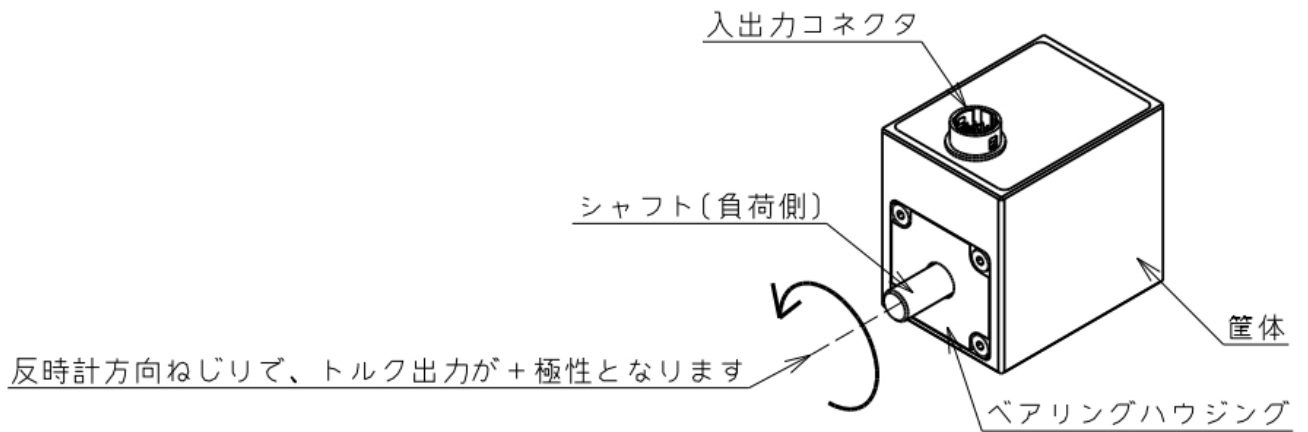 入出力コネクタ
シャフト(負荷側)
筐体
反時計方向ねじりで、トルク出力が+極性となります
ベアリングハウジング